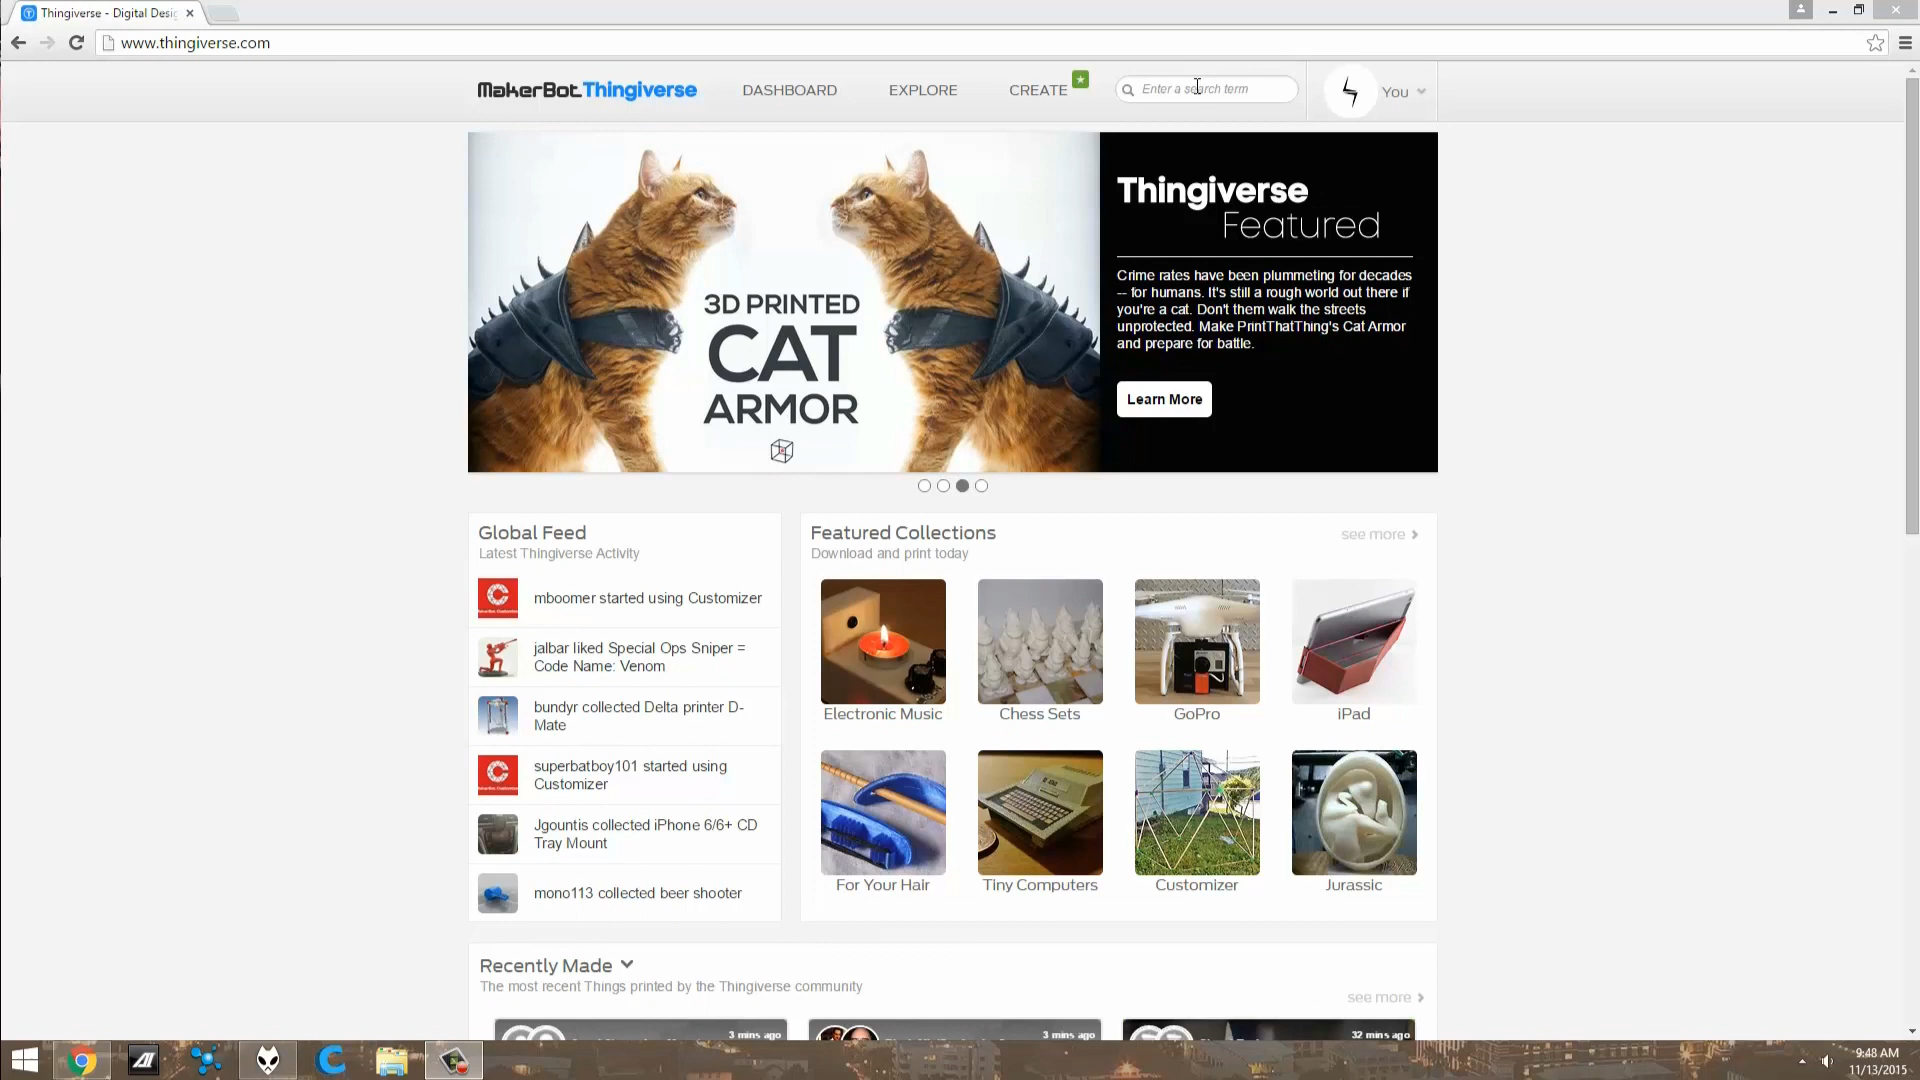 Thingiverse - Digital Desig
www.thingiverse.com
MakerBot Thingiverse
DASHBOARD
EXPLORE
CREATE
Enter a search term
You
3D PRINTED
CAT
ARMOR
Thingiverse
Featured
Crime rates have been plummeting for decades
-- for humans. It's still a rough world out there if
you're a cat. Don't them walk the streets
unprotected. Make PrintThatThing's Cat Armor
and prepare for battle.
Learn More
Global Feed
Latest Thingiverse Activity
mboomer started using Customizer
jalbar liked Special Ops Sniper =
Code Name: Venom
bundyr collected Delta printer D-
Mate
superbatboy101 started using
Customizer
Jgountis collected iPhone 6/6+ CD
Tray Mount
mono113 collected beer shooter
Featured Collections
Download and print today
see more
Electronic Music
Chess Sets
GoPro
iPad
For Your Hair
Tiny Computers
Customizer
Jurassic
Recently Made
The most recent Things printed by the Thingiverse community
see more
3 mins ago
3 mins ago
32 mins ago
9:48 AM
11/13/2015